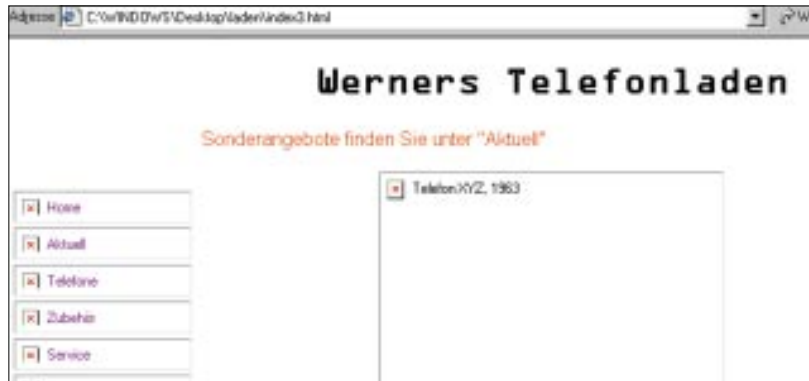 Adresse C:\WINDOWS\Desktop\laden\index3.html W
Werners Telefonladen
Sonderangebote finden Sie unter "Aktuell"
Telefon XYZ, 1963
Home
Aktuell
Telefone
Zubehör
Service